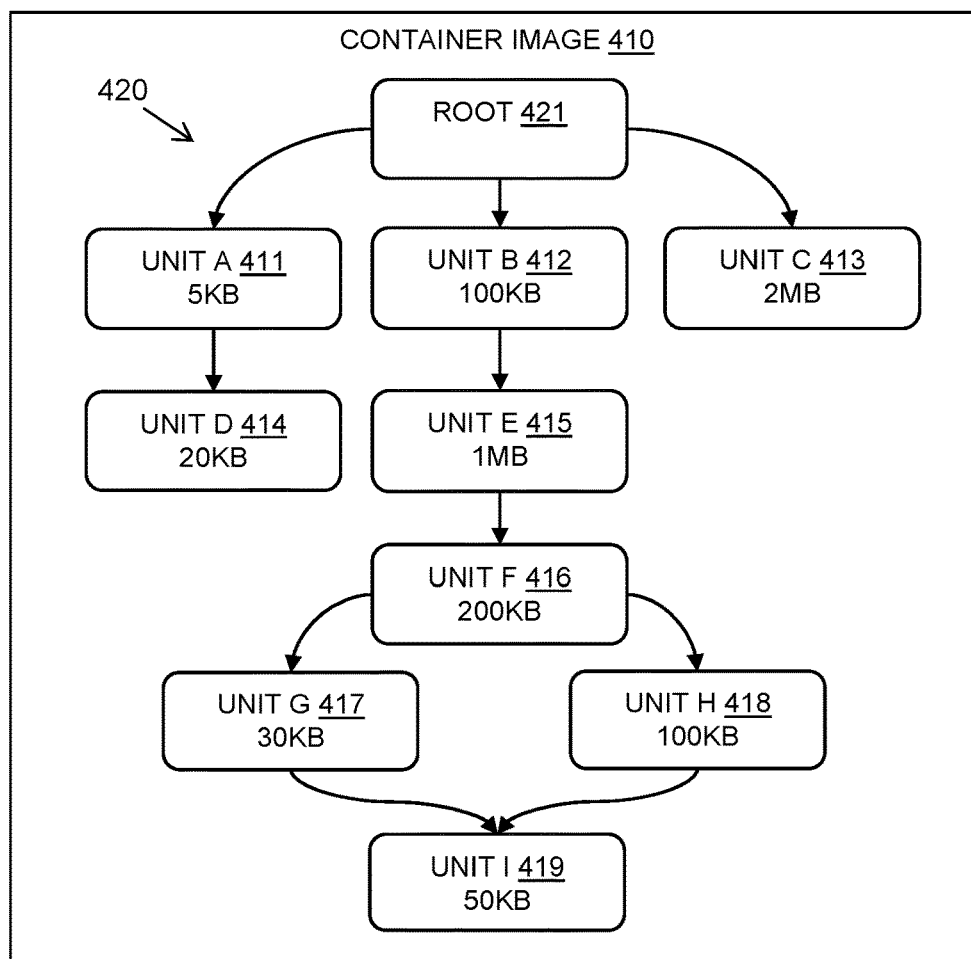 CONTAINER IMAGE 410
420
ROOT 421
UNIT A 411
5KB
UNIT B 412
100KB
UNIT C 413
2MB
UNIT D 414
20KB
UNIT E 415
1MB
UNIT F 416
200KB
UNIT G 417
30KB
UNIT H 418
100KB
UNIT I 419
50KB